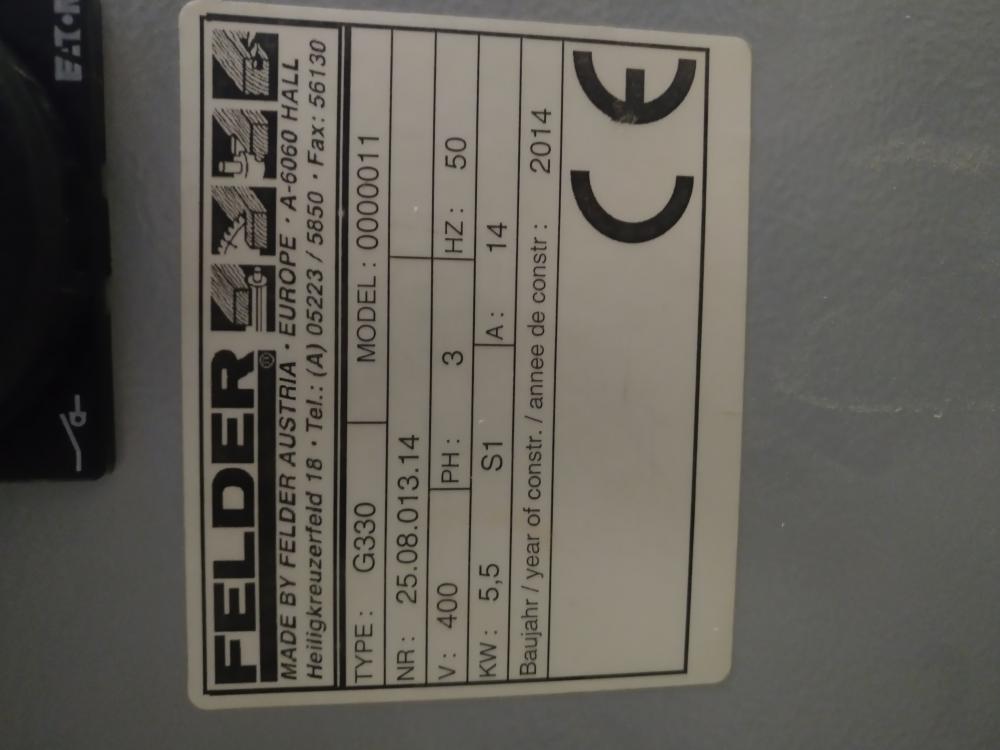 EATON
FELDER®
MADE BY FELDER AUSTRIA · EUROPE · A-6060 HALL
Heiligkreuzerfeld 18 · Tel.: (A) 05223 / 5850 · Fax: 56130
TYPE: G330 MODEL: 0000011
NR: 25.08.013.14
V: 400 PH: 3 HZ: 50
KW: 5,5 S1 A: 14
Baujahr / year of constr. / annee de constr: 2014
CE